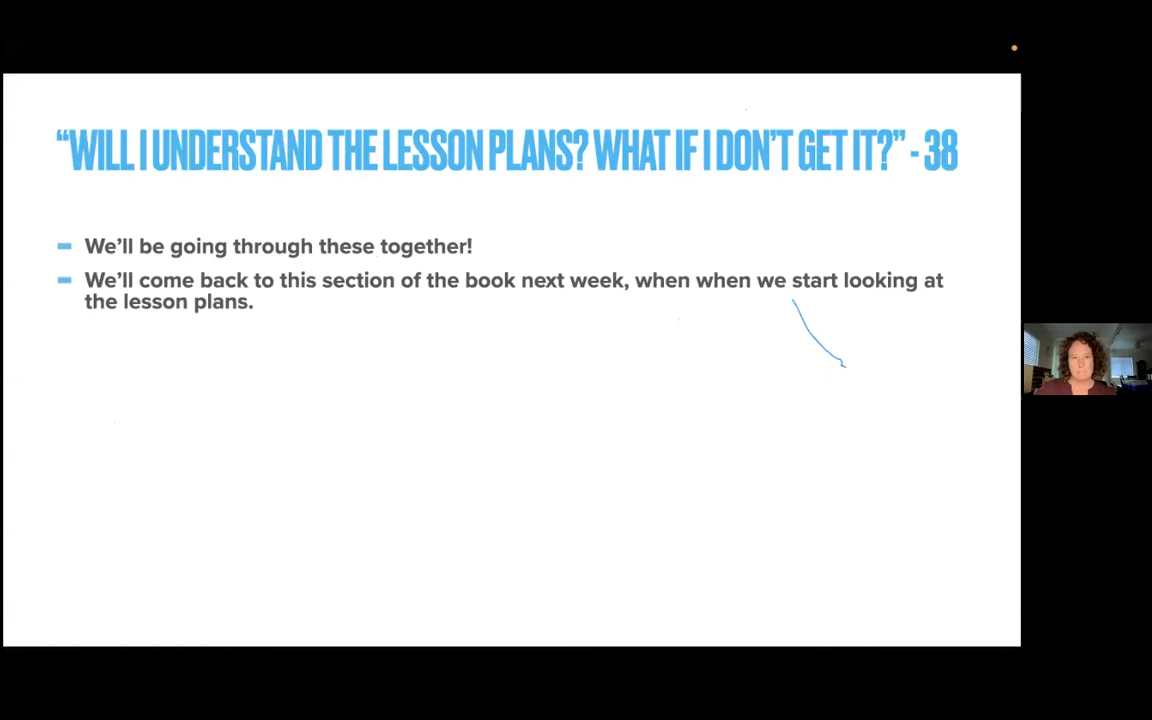 “WILL I UNDERSTAND THE LESSON PLANS? WHAT IF I DON’T GET IT?” - 38
We’ll be going through these together!
We’ll come back to this section of the book next week, when when we start looking at
the lesson plans.